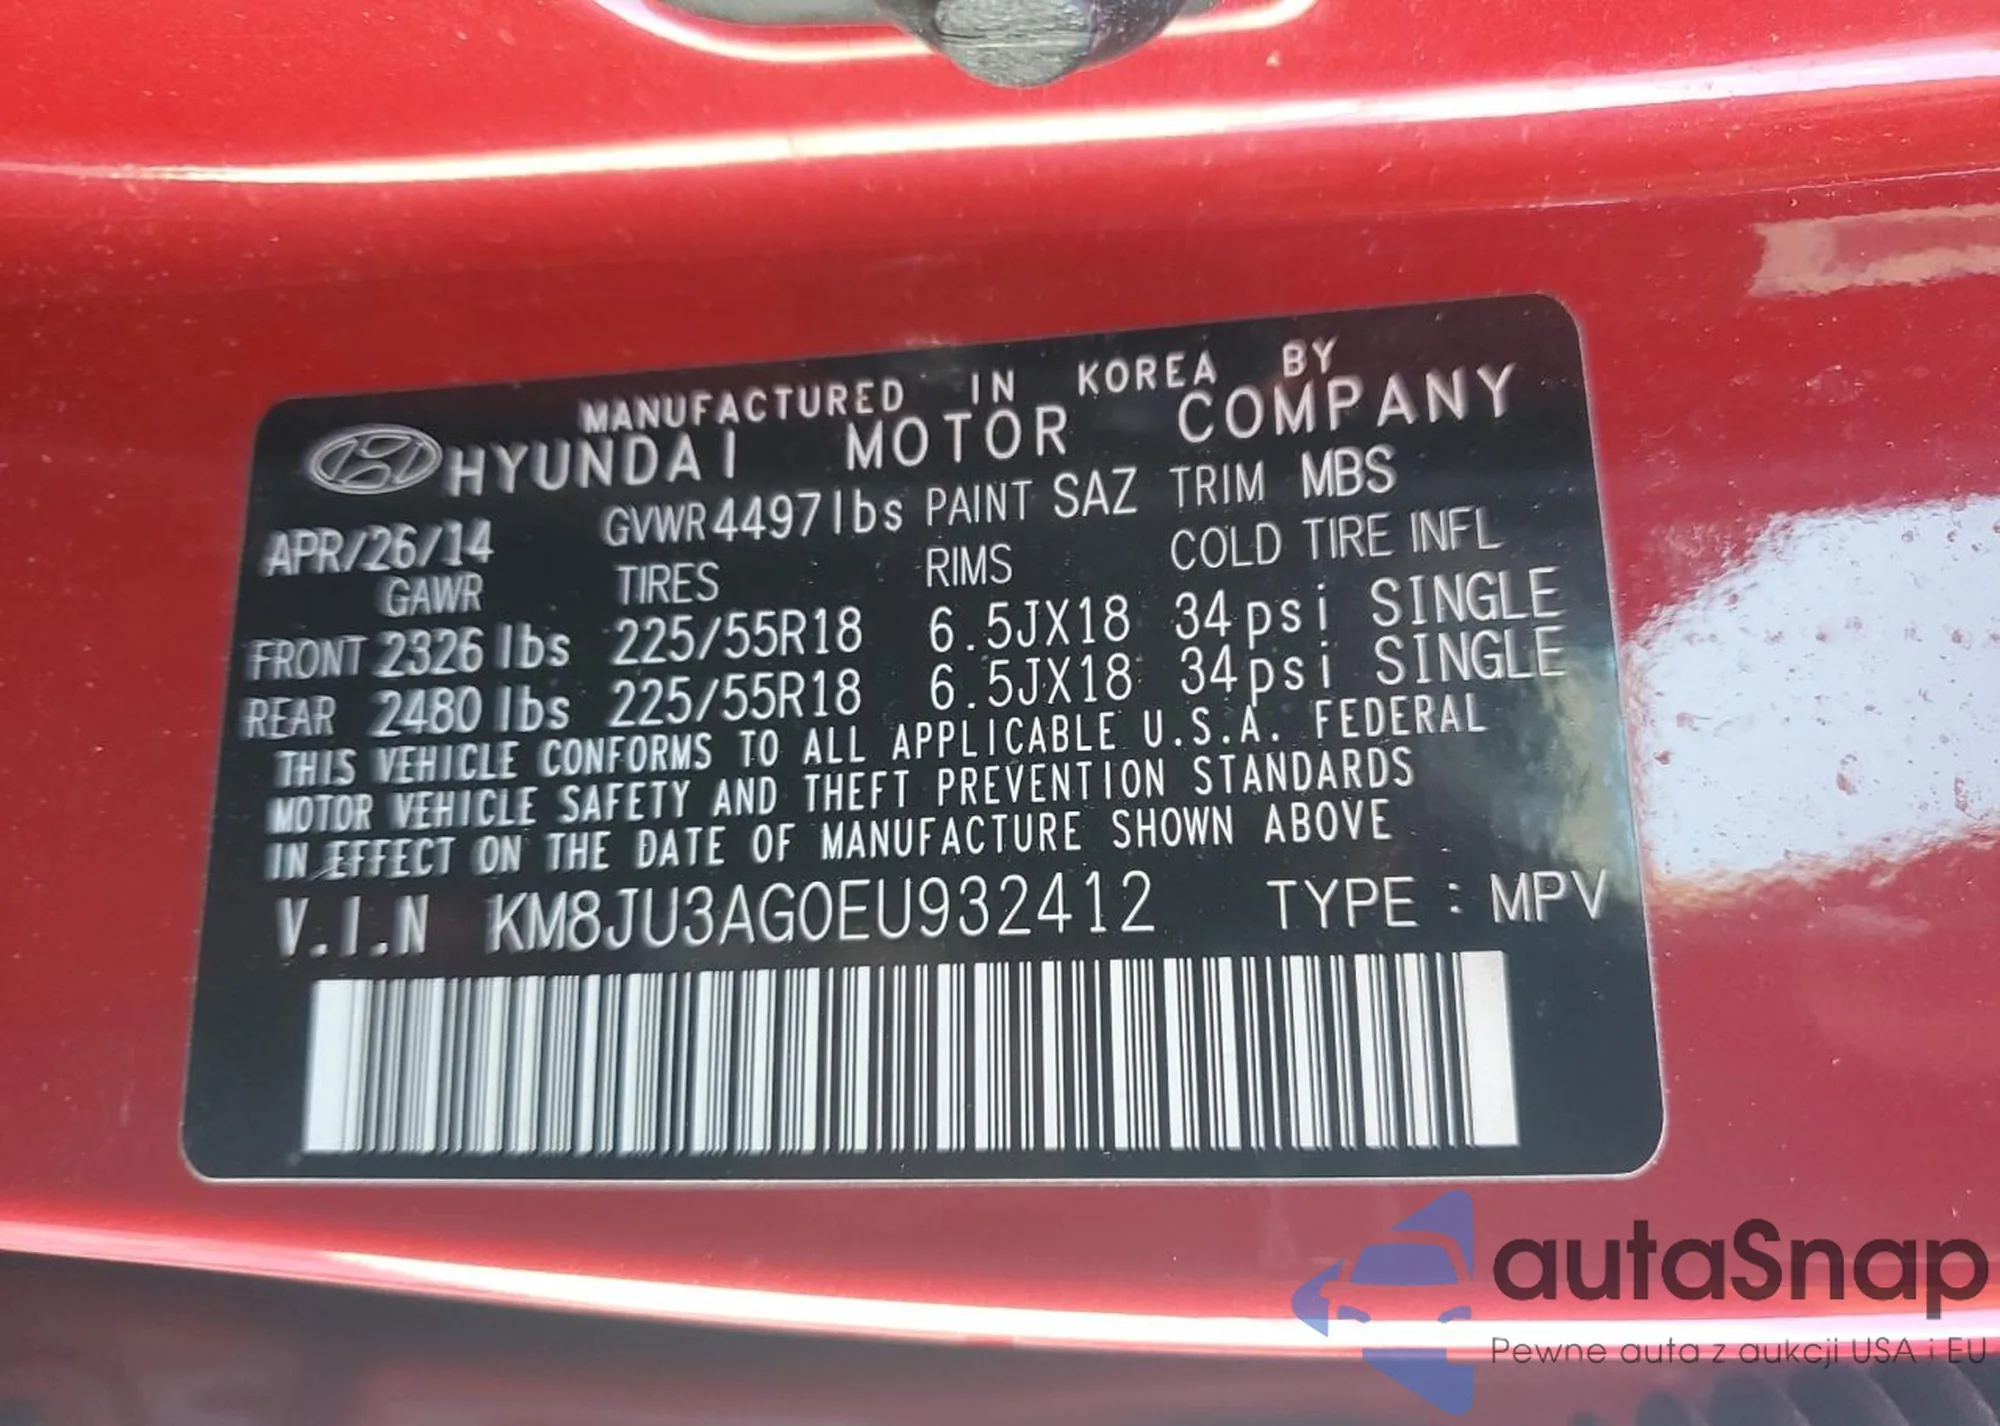 MANUFACTURED IN KOREA BY
HYUNDAI MOTOR COMPANY
APR/26/14 GVWR 4497lbs PAINT SAZ TRIM MBS
GAWR TIRES RIMS COLD TIRE INFL
FRONT 2326 lbs 225/55R18 6.5JX18 34psi SINGLE
REAR 2480 lbs 225/55R18 6.5JX18 34psi SINGLE
THIS VEHICLE CONFORMS TO ALL APPLICABLE U.S.A. FEDERAL
MOTOR VEHICLE SAFETY AND THEFT PREVENTION STANDARDS
IN EFFECT ON THE DATE OF MANUFACTURE SHOWN ABOVE
V.I.N KM8JU3AG0EU932412 TYPE : MPV
autaSnap
Pewne auta z aukcji USA i EU